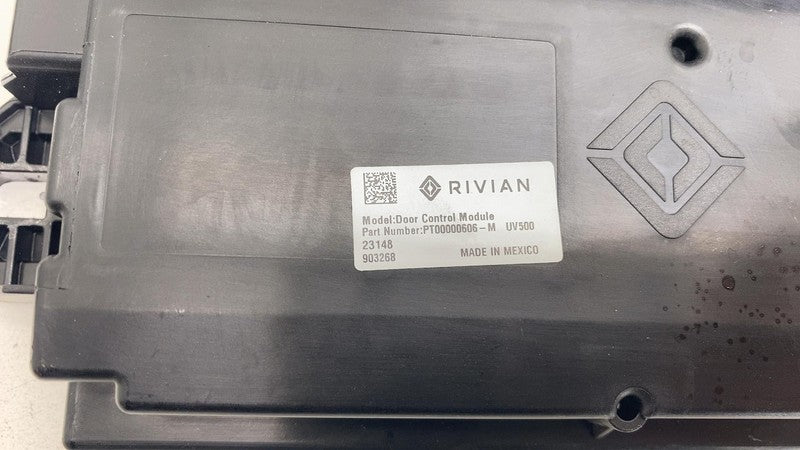 RIVIAN
Model:Door Control Module
Part Number:PT00000606-M UV500
23148
903268 MADE IN MEXICO